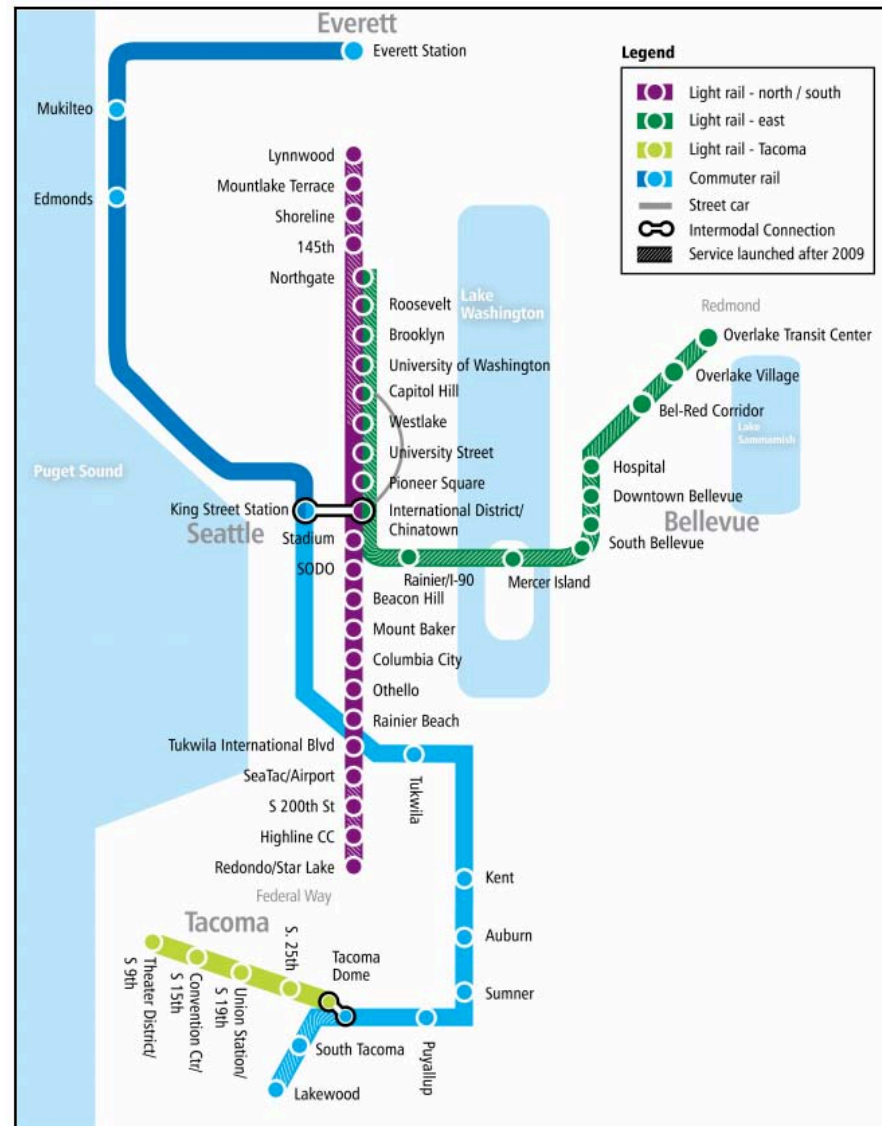 Everett
Everett Station
Legend
Light rail - north / south
Light rail - east
Light rail - Tacoma
Commuter rail
Street car
Intermodal Connection
Service launched after 2009
Mukilteo
Edmonds
Lynnwood
Mountlake Terrace
Shoreline
145th
Northgate
Roosevelt
Brooklyn
University of Washington
Capitol Hill
Westlake
University Street
Pioneer Square
International District/
Chinatown
Lake
Washington
Redmond
Overlake Transit Center
Overlake Village
Bel-Red Corridor
Lake
Sammamish
Hospital
Downtown Bellevue
Bellevue
South Bellevue
Mercer Island
Rainier/I-90
Puget Sound
King Street Station
Seattle
Stadium
SODO
Beacon Hill
Mount Baker
Columbia City
Othello
Rainier Beach
Tukwila International Blvd
SeaTac/Airport
S 200th St
Highline CC
Redondo/Star Lake
Federal Way
Tukwila
Kent
Auburn
Sumner
Puyallup
Tacoma
Tacoma
Dome
S. 25th
Union Station/
S 19th
Convention Ctr/
S 15th
Theater District/
S 9th
South Tacoma
Lakewood